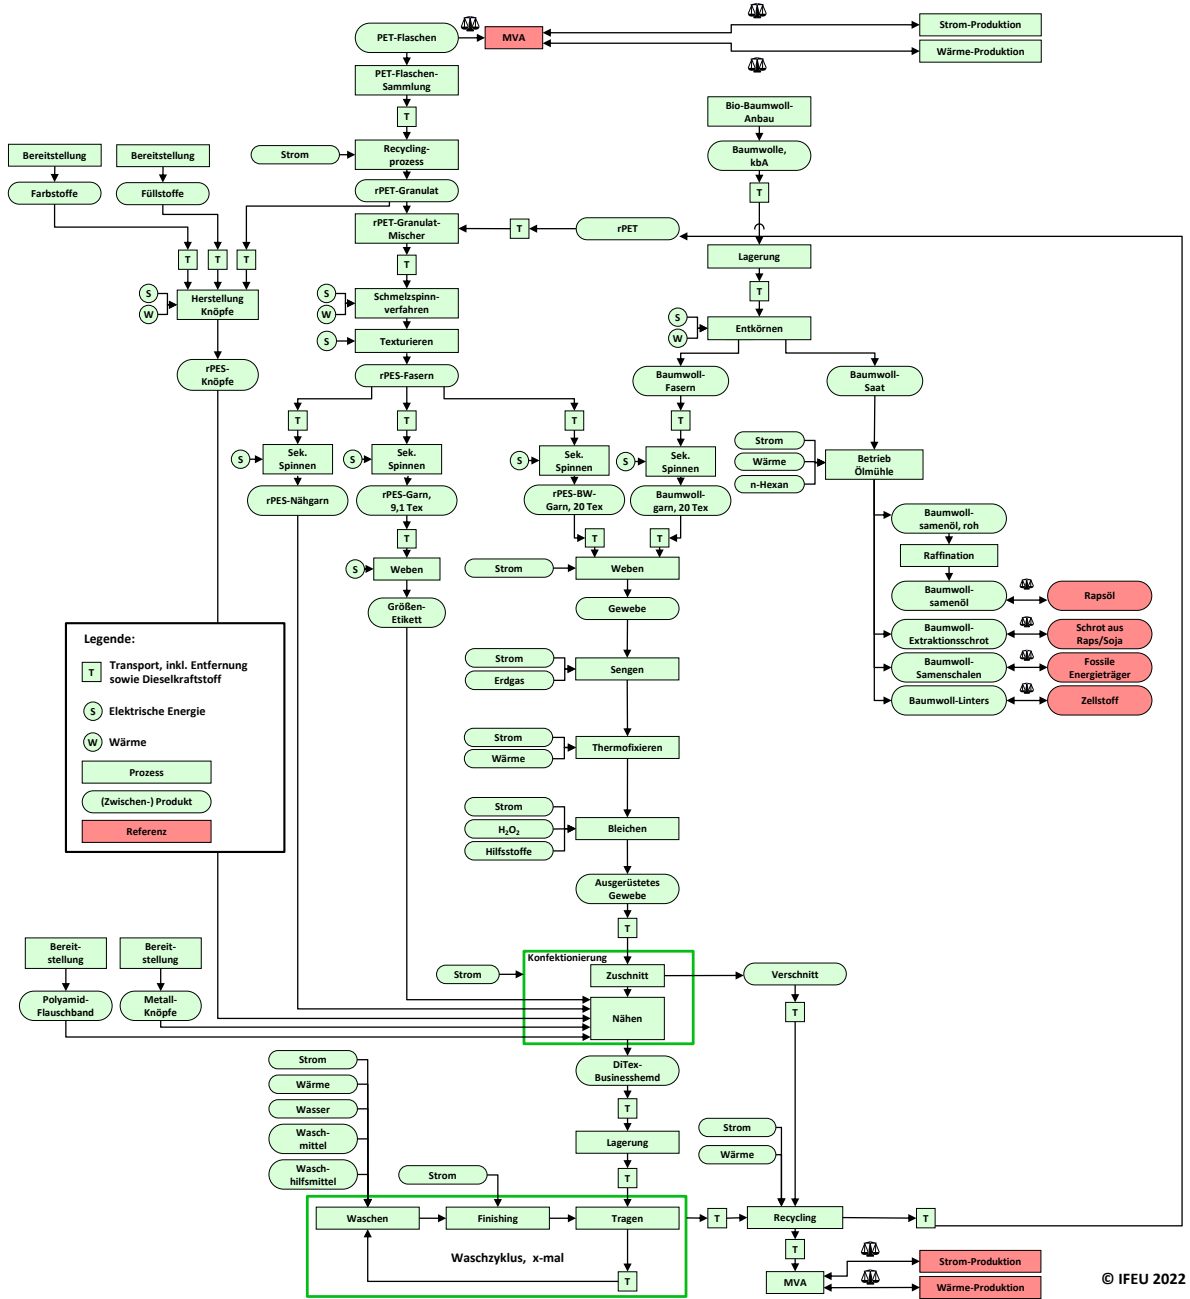 PET-Flaschen
MVA
Strom-Produktion
Wärme-Produktion
PET-Flaschen-
Sammlung
T
Bio-Baumwoll-
Anbau
Strom
Recycling-
prozess
Baumwolle,
kbA
Bereitstellung
Bereitstellung
Farbstoffe
Füllstoffe
rPET-Granulat
T
rPET-Granulat-
Mischer
T
rPET
T
T
T
Lagerung
T
T
S
W
Herstellung
Knöpfe
S
W
Schmelzspinn-
verfahren
S
W
Entkörnen
S
Texturieren
rPES-
Knöpfe
rPES-Fasern
Baumwoll-
Fasern
Baumwoll-
Saat
T
T
T
T
S
Sek.
Spinnen
S
Sek.
Spinnen
S
Sek.
Spinnen
S
Sek.
Spinnen
Strom
Wärme
n-Hexan
Betrieb
Ölmühle
rPES-Nähgarn
rPES-Garn,
9,1 Tex
rPES-BW-
Garn, 20 Tex
Baumwoll-
garn, 20 Tex
Baumwoll-
samenöl, roh
T
T
T
Raffination
S
Weben
Strom
Weben
Baumwoll-
samenöl
Rapsöl
Größen-
Etikett
Gewebe
Baumwoll-
Extraktionsschrot
Schrot aus
Raps/Soja
Strom
Erdgas
Sengen
Baumwoll-
Samenschalen
Fossile
Energieträger
Baumwoll-Linters
Zellstoff
Legende:
T
Transport, inkl. Entfernung
sowie Dieselkraftstoff
S
Elektrische Energie
W
Wärme
Prozess
(Zwischen-) Produkt
Referenz
Strom
Wärme
Thermofixieren
Strom
H₂O₂
Hilfsstoffe
Bleichen
Ausgerüstetes
Gewebe
T
Bereit-
stellung
Bereit-
stellung
Konfektionierung
Strom
Zuschnitt
Verschnitt
Polyamid-
Flauschband
Metall-
Knöpfe
Nähen
T
DiTex-
Businesshemd
Strom
Wärme
Wasser
Wasch-
mittel
Wasch-
hilfsmittel
T
Lagerung
Strom
Wärme
Strom
T
Waschen
Finishing
Tragen
T
Recycling
T
Waschzyklus, x-mal
T
T
MVA
Strom-Produktion
Wärme-Produktion
© IFEU 2022